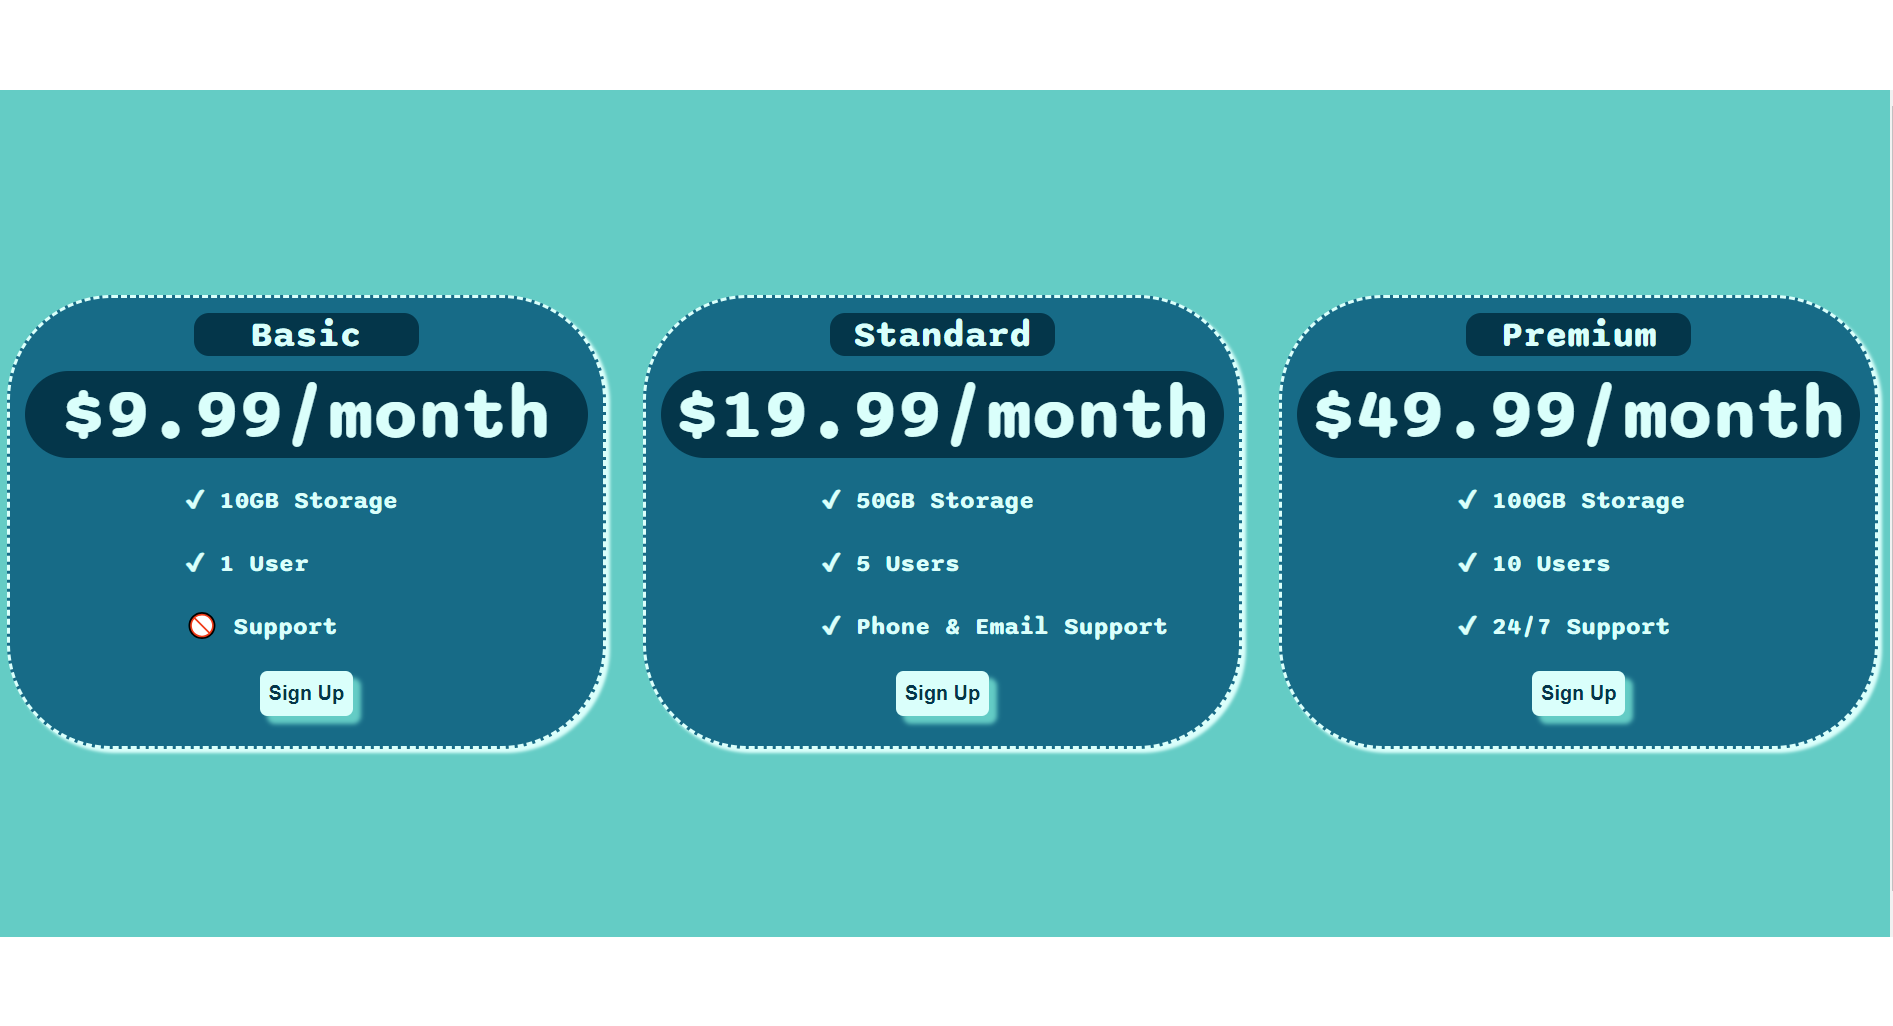 Basic
$9.99/month
✓ 10GB Storage
✓ 1 User
🚫 Support
Sign Up
Standard
$19.99/month
✓ 50GB Storage
✓ 5 Users
✓ Phone & Email Support
Sign Up
Premium
$49.99/month
✓ 100GB Storage
✓ 10 Users
✓ 24/7 Support
Sign Up